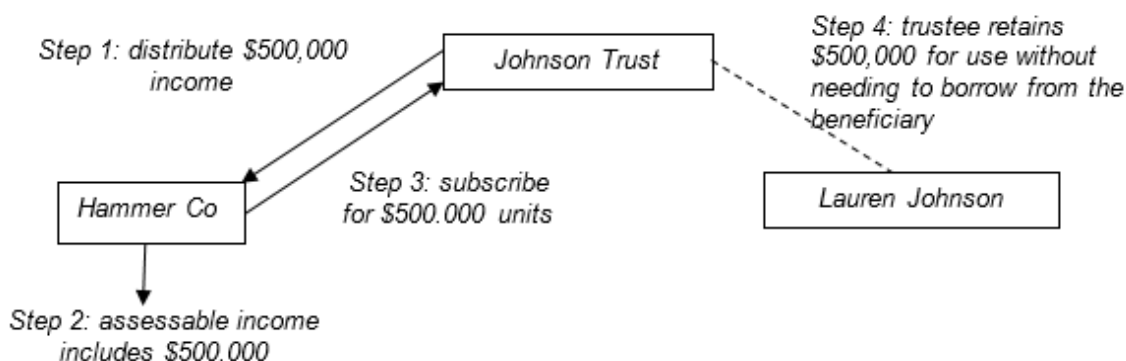 Step 1: distribute $500,000
income
Johnson Trust
Step 4: trustee retains
$500,000 for use without
needing to borrow from the
beneficiary
Hammer Co
Step 3: subscribe
for $500.000 units
Lauren Johnson
Step 2: assessable income
includes $500.000